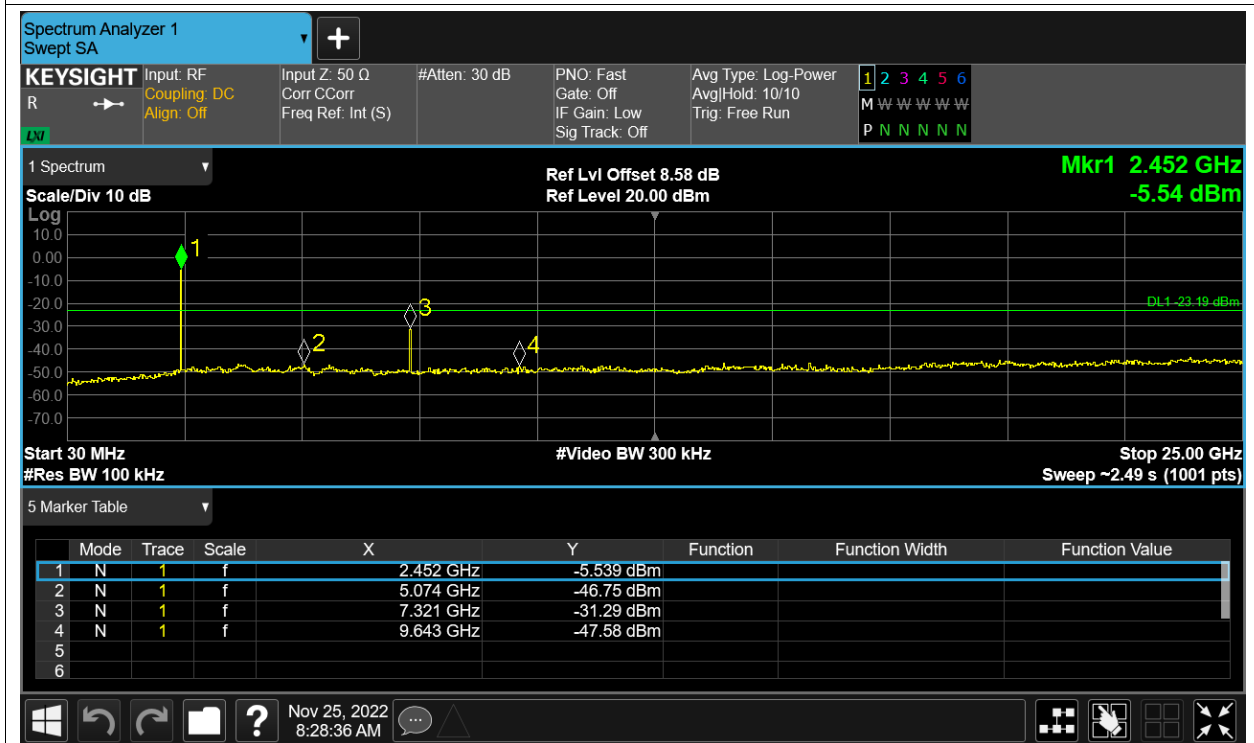 Spectrum Analyzer 1
Swept SA
+
KEYSIGHT Input: RF Input Z: 50 Ω #Atten: 30 dB PNO: Fast Avg Type: Log-Power 1 2 3 4 5 6
R Coupling: DC Corr CCorr Gate: Off Avg|Hold: 10/10 M W W W W W
Align: Off Freq Ref: Int (S) IF Gain: Low Trig: Free Run
LXI Sig Track: Off P N N N N N
1 Spectrum Ref Lvl Offset 8.58 dB Mkr1 2.452 GHz
Scale/Div 10 dB Ref Level 20.00 dBm -5.54 dBm
Log
10.0
1
0.00
-10.0
-20.0 3 DL1 -23.19 dBm
-30.0
-40.0 2 4
-50.0
-60.0
-70.0
Start 30 MHz #Video BW 300 kHz Stop 25.00 GHz
#Res BW 100 kHz Sweep ~2.49 s (1001 pts)
5 Marker Table
Mode Trace Scale X Y Function Function Width Function Value
1 N 1 f 2.452 GHz -5.539 dBm
2 N 1 f 5.074 GHz -46.75 dBm
3 N 1 f 7.321 GHz -31.29 dBm
4 N 1 f 9.643 GHz -47.58 dBm
5
6
? Nov 25, 2022
8:28:36 AM